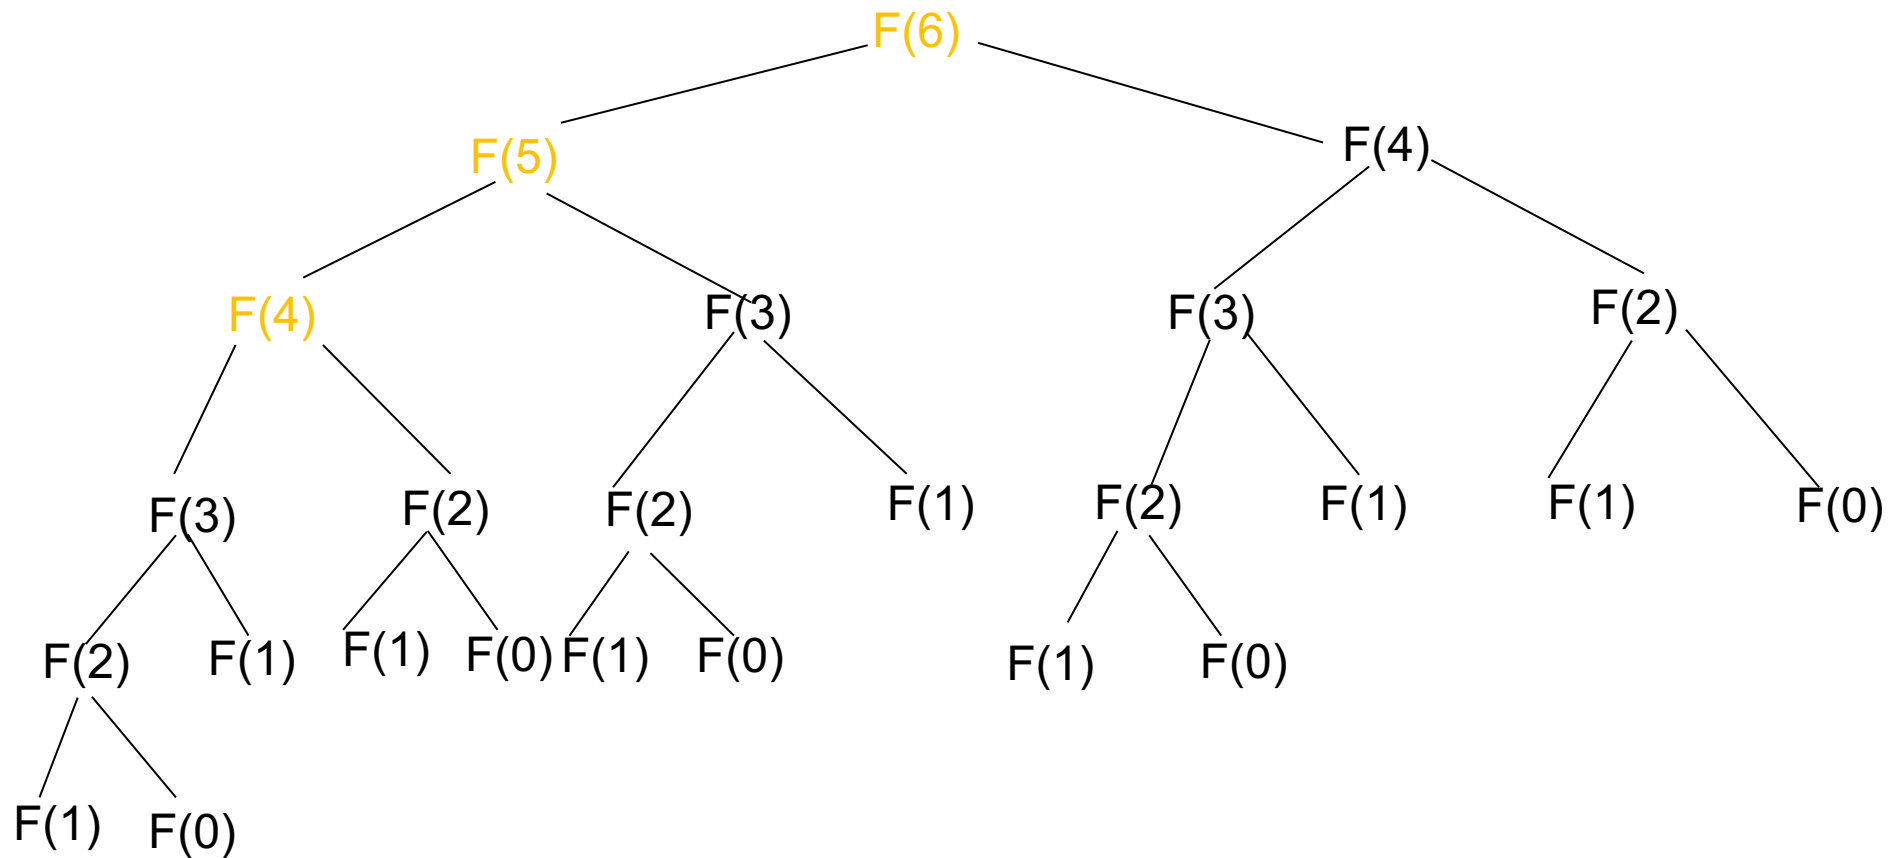 F(6)
F(5) F(4)
F(4) F(3) F(3) F(2)
F(3) F(2) F(2) F(1) F(2) F(1) F(1) F(0)
F(2) F(1) F(1) F(0) F(1) F(0) F(1) F(0)
F(1) F(0)